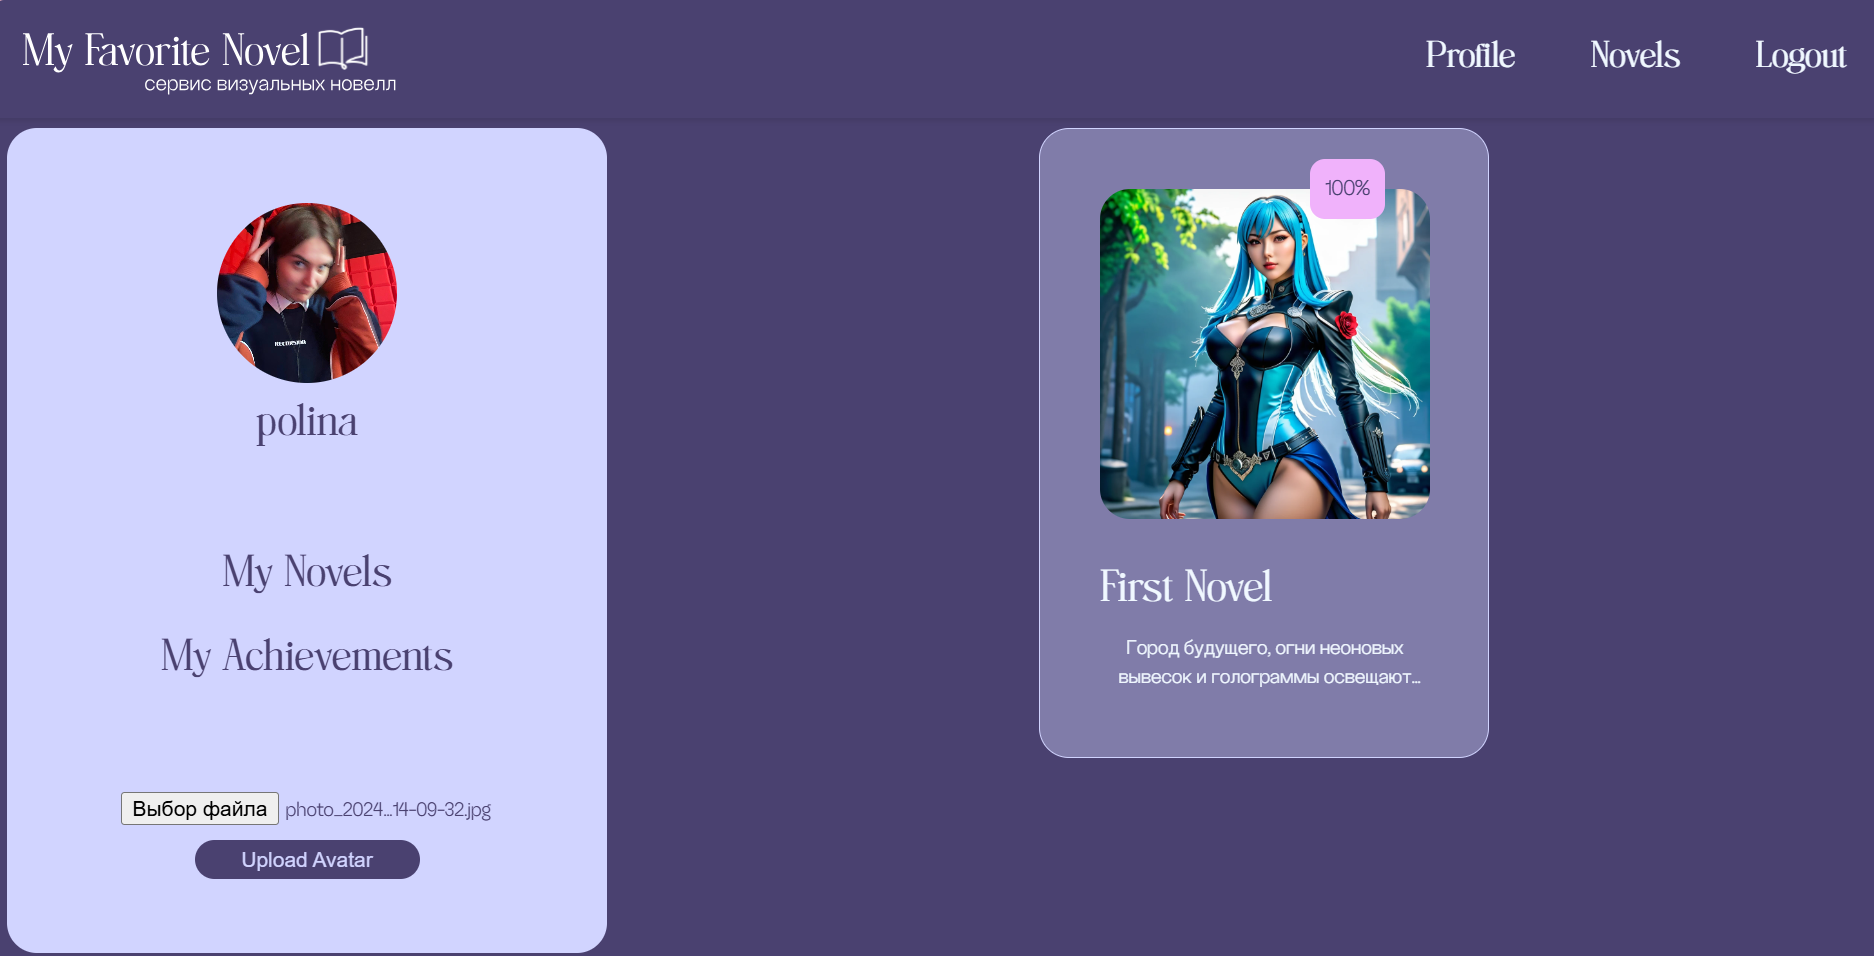 My Favorite Novel
сервис визуальных новелл
Profile
Novels
Logout
polina
My Novels
My Achievements
Выбор файла photo_2024...14-09-32.jpg
Upload Avatar
100%
First Novel
Город будущего, огни неоновых
вывесок и голограммы освещают...